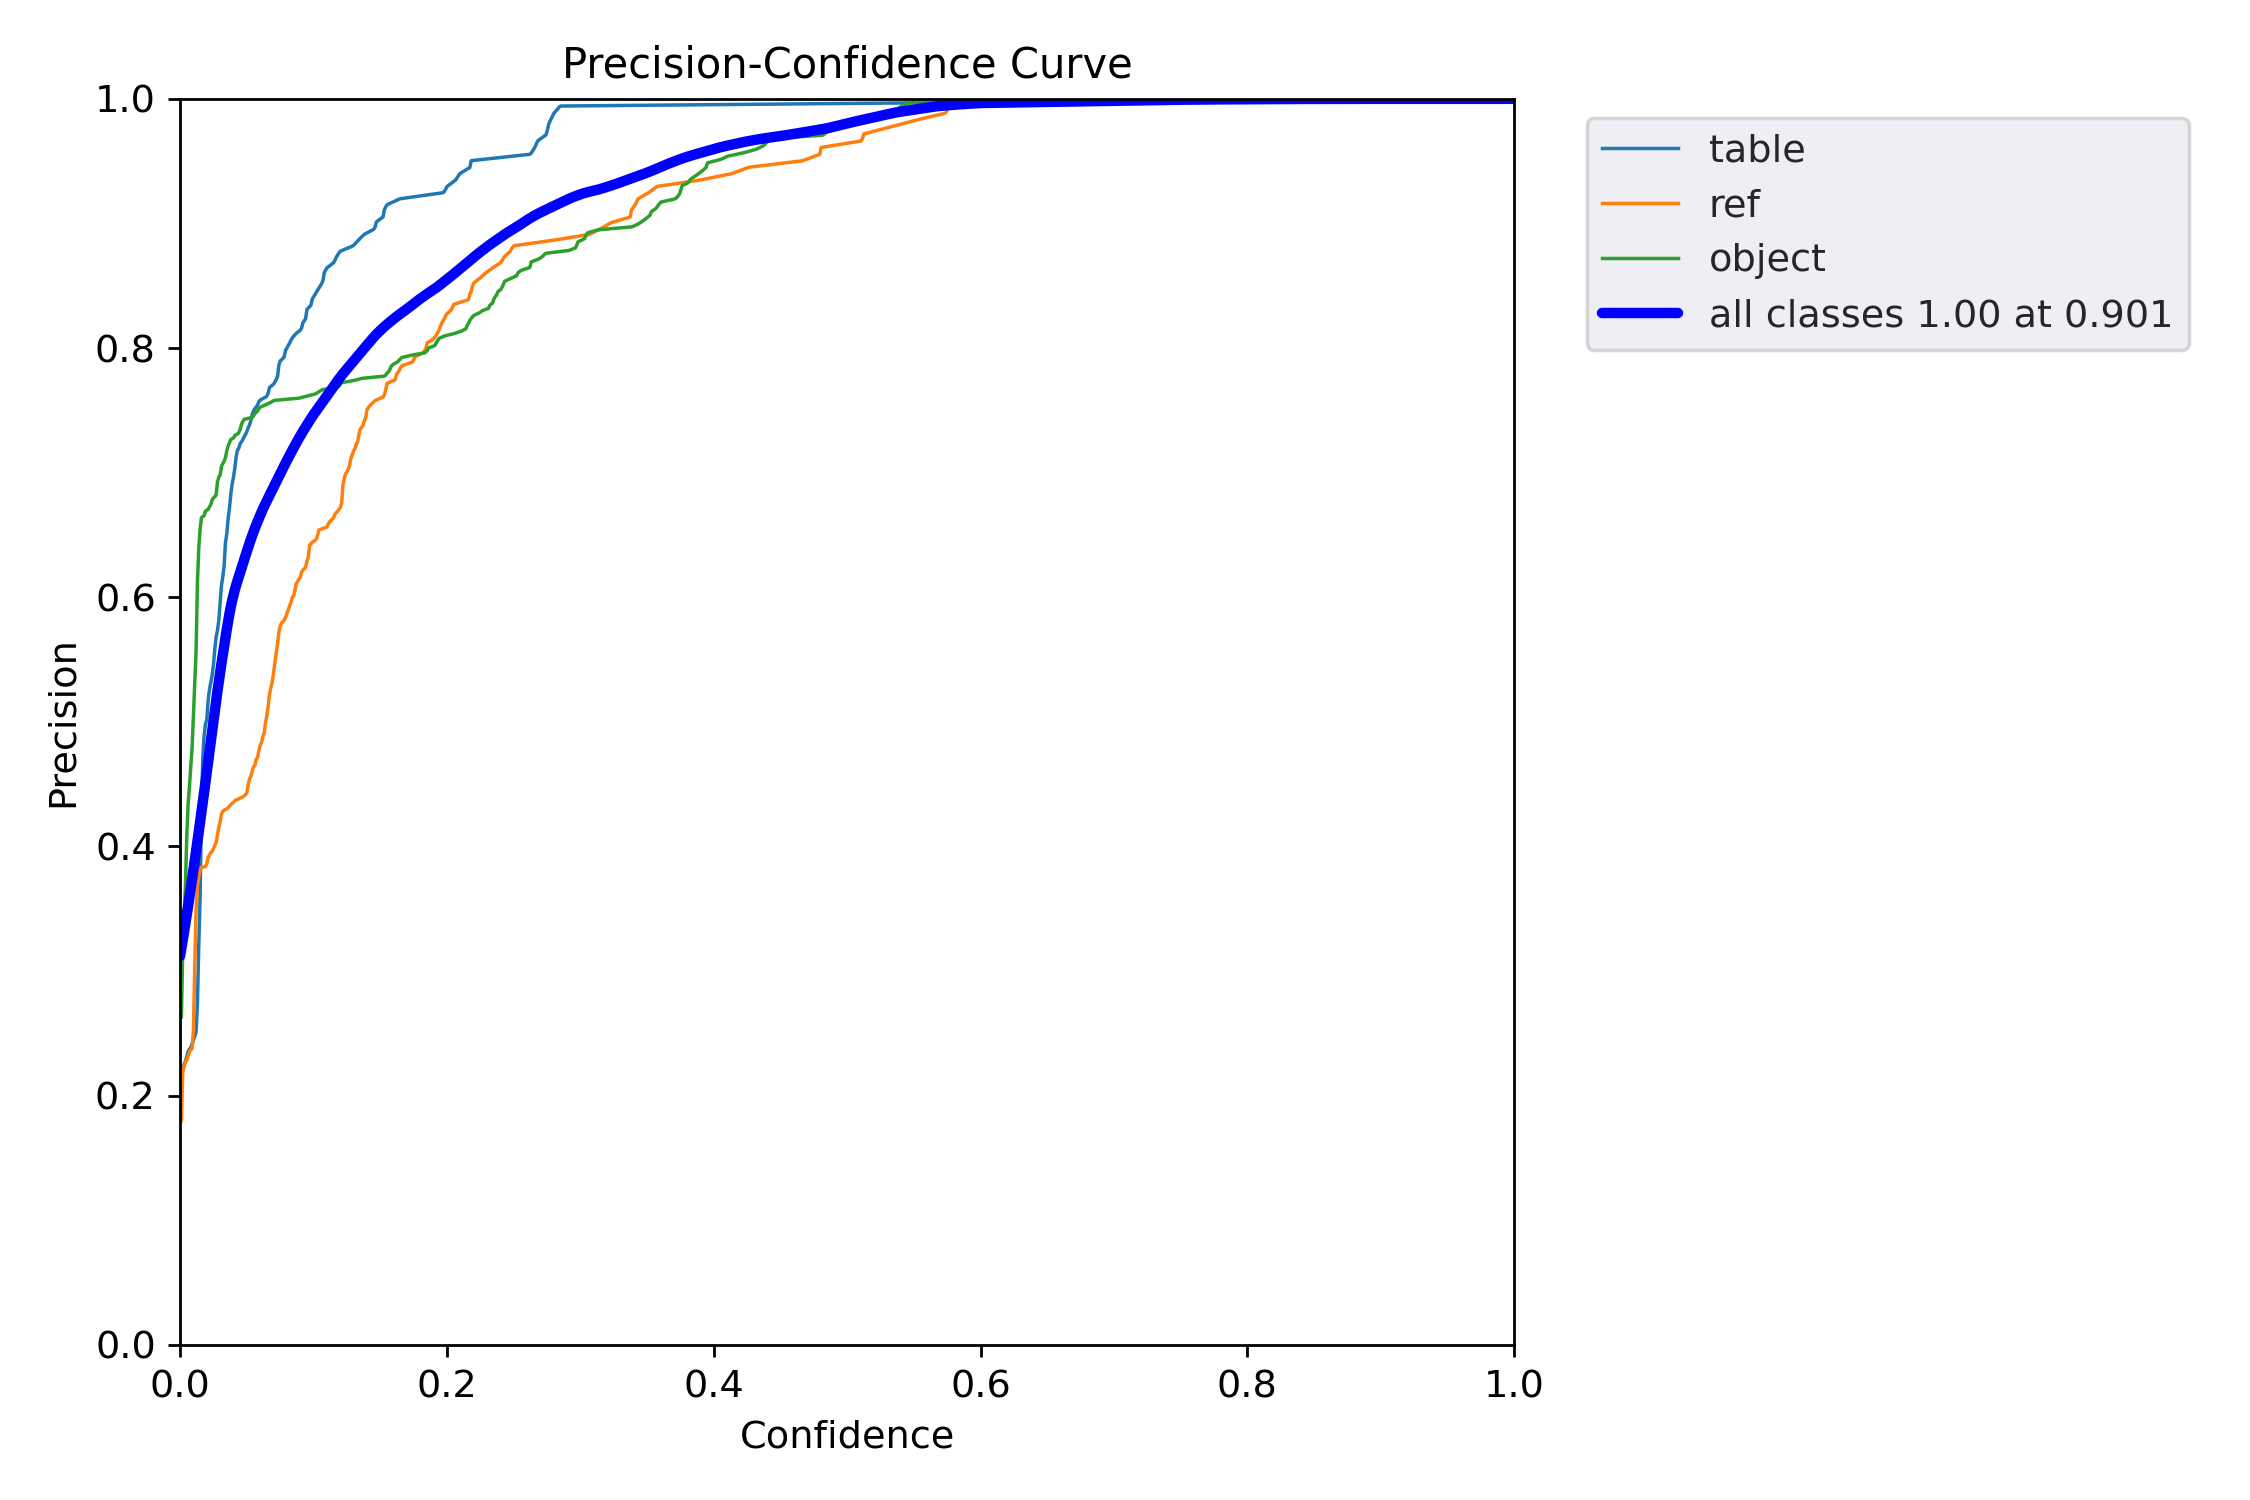 Precision-Confidence Curve
1.0
0.8
0.6
0.4
0.2
0.0
Precision
0.0 0.2 0.4 0.6 0.8 1.0
Confidence
table
ref
object
all classes 1.00 at 0.901